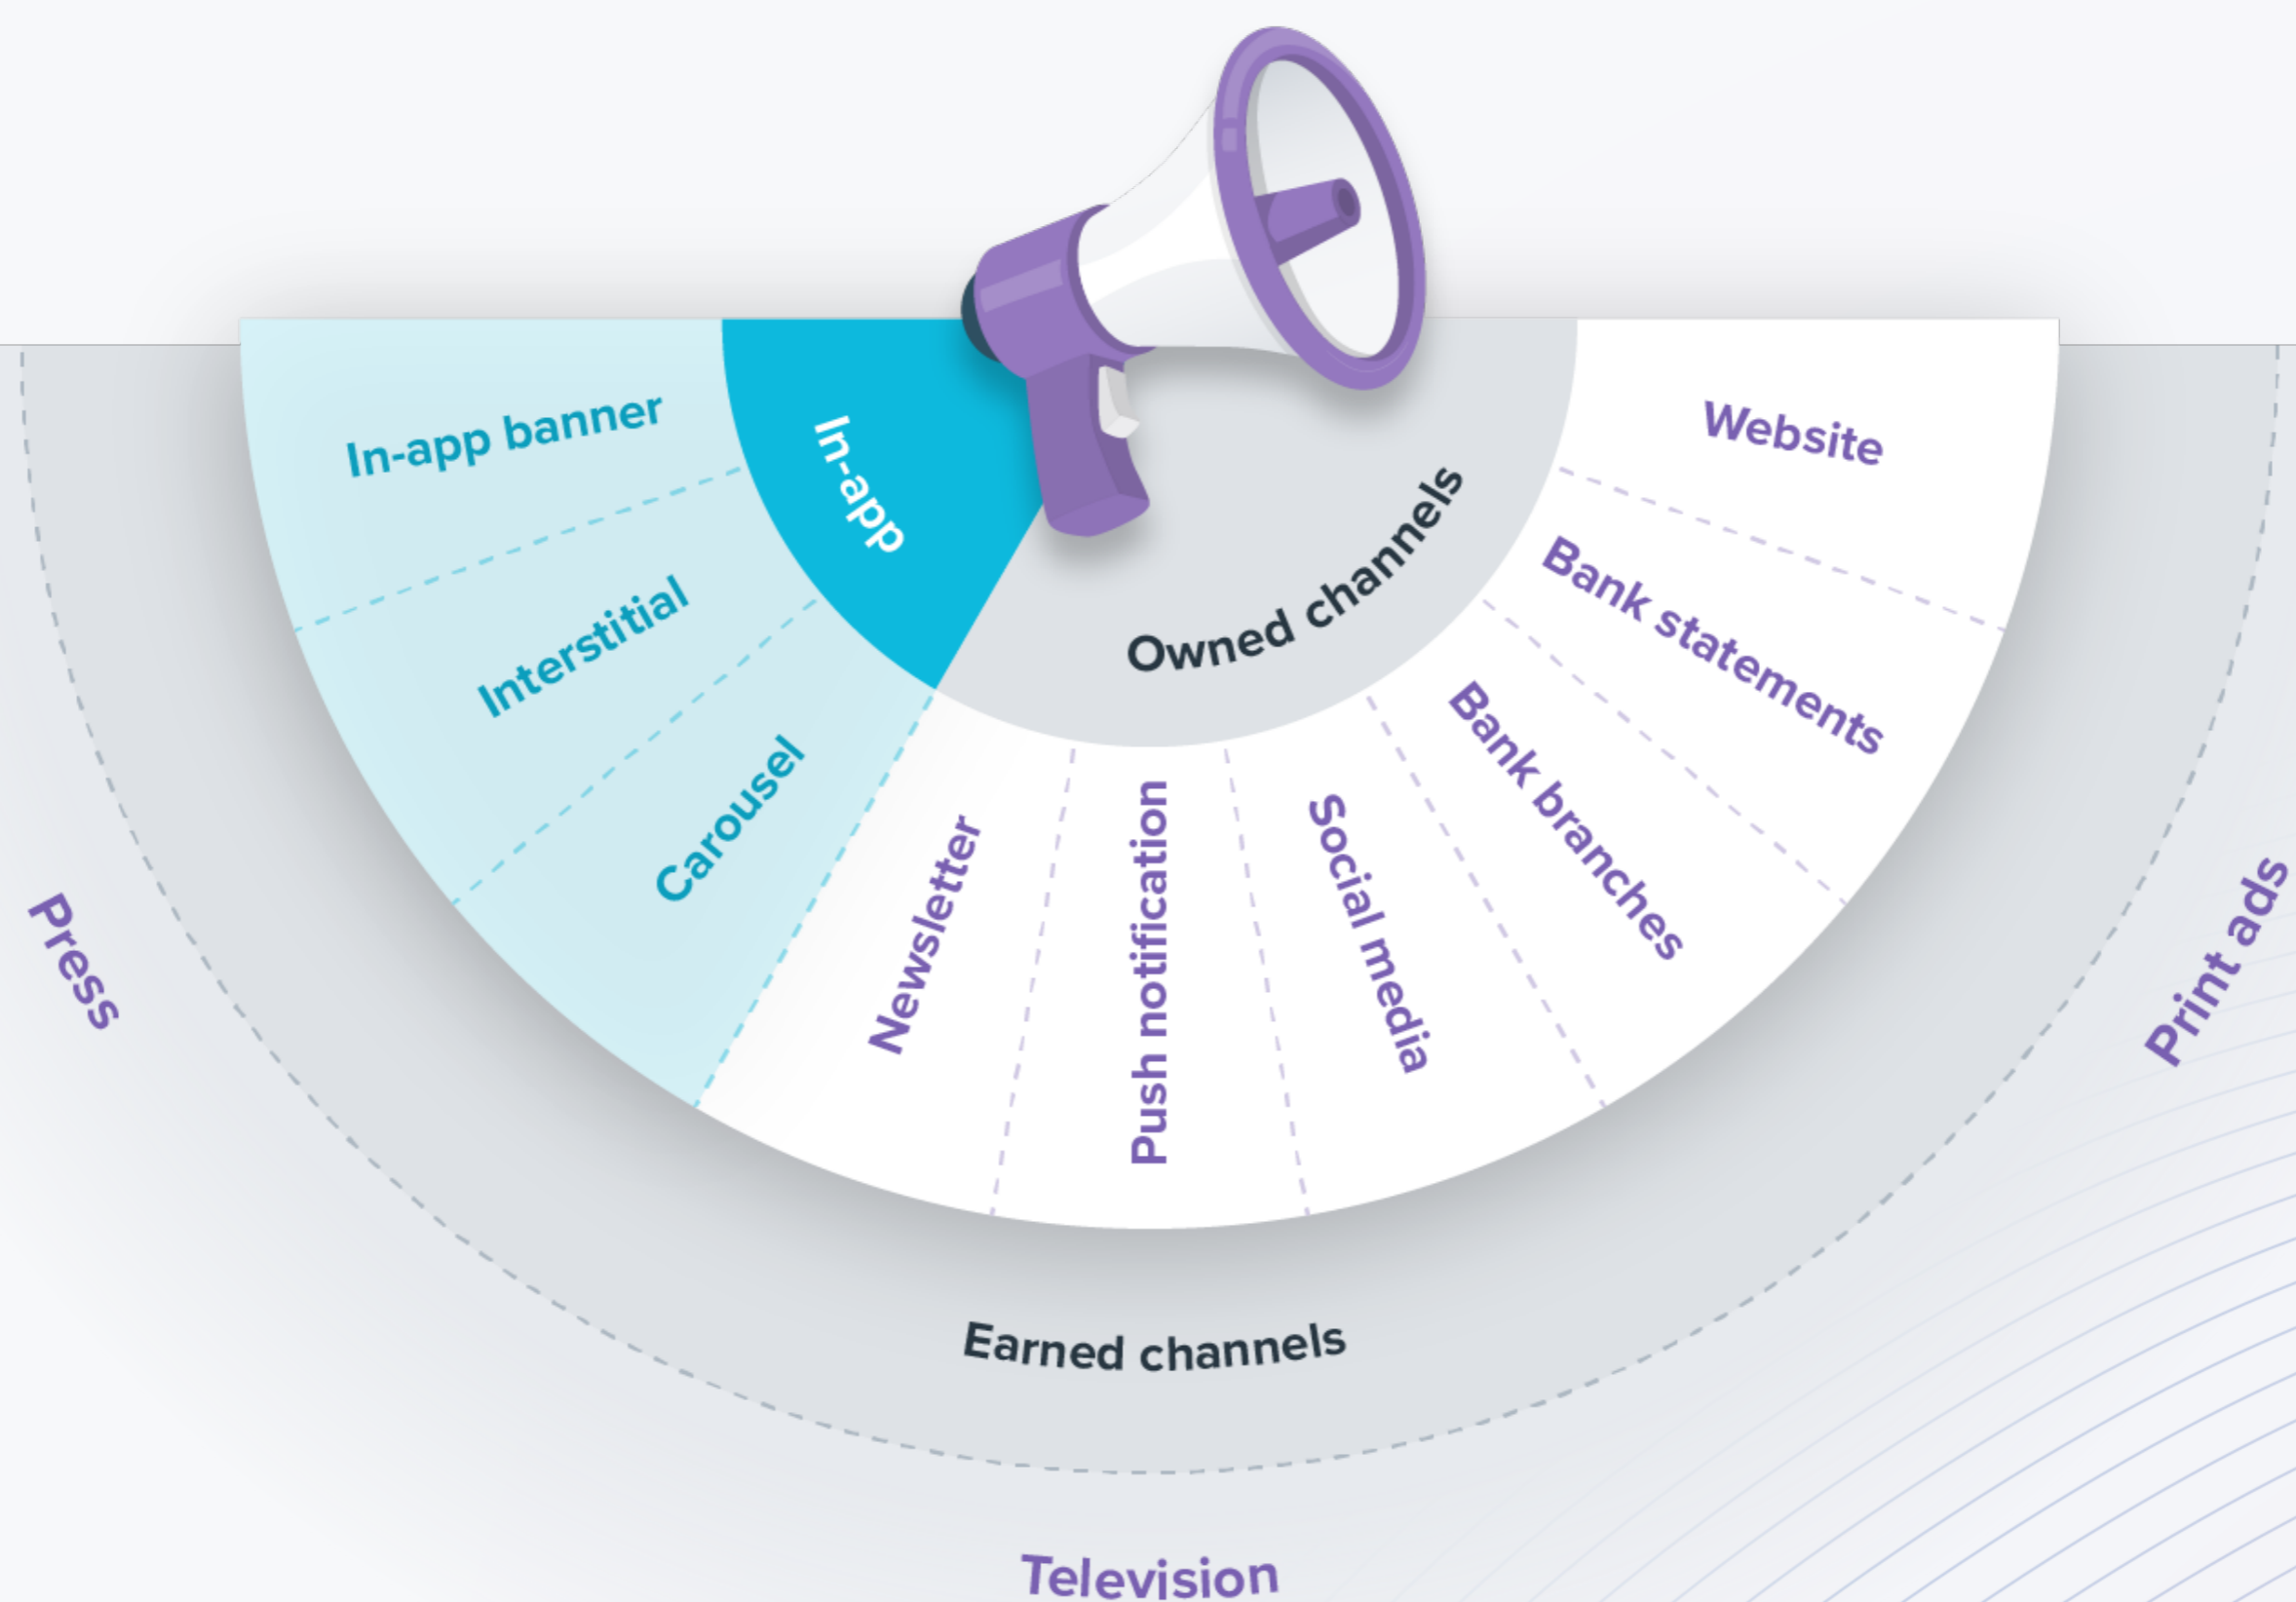 In-app
In-app banner
Interstitial
Carousel
Owned channels
Newsletter
Push notification
Social media
Bank branches
Bank statements
Website
Earned channels
Press
Television
Print ads